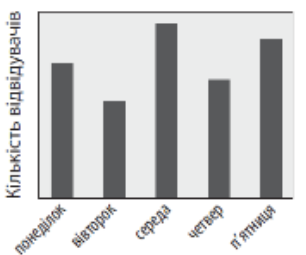 Кількість відвідувачів
понеділок
вівторок
середа
четвер
п'ятниця